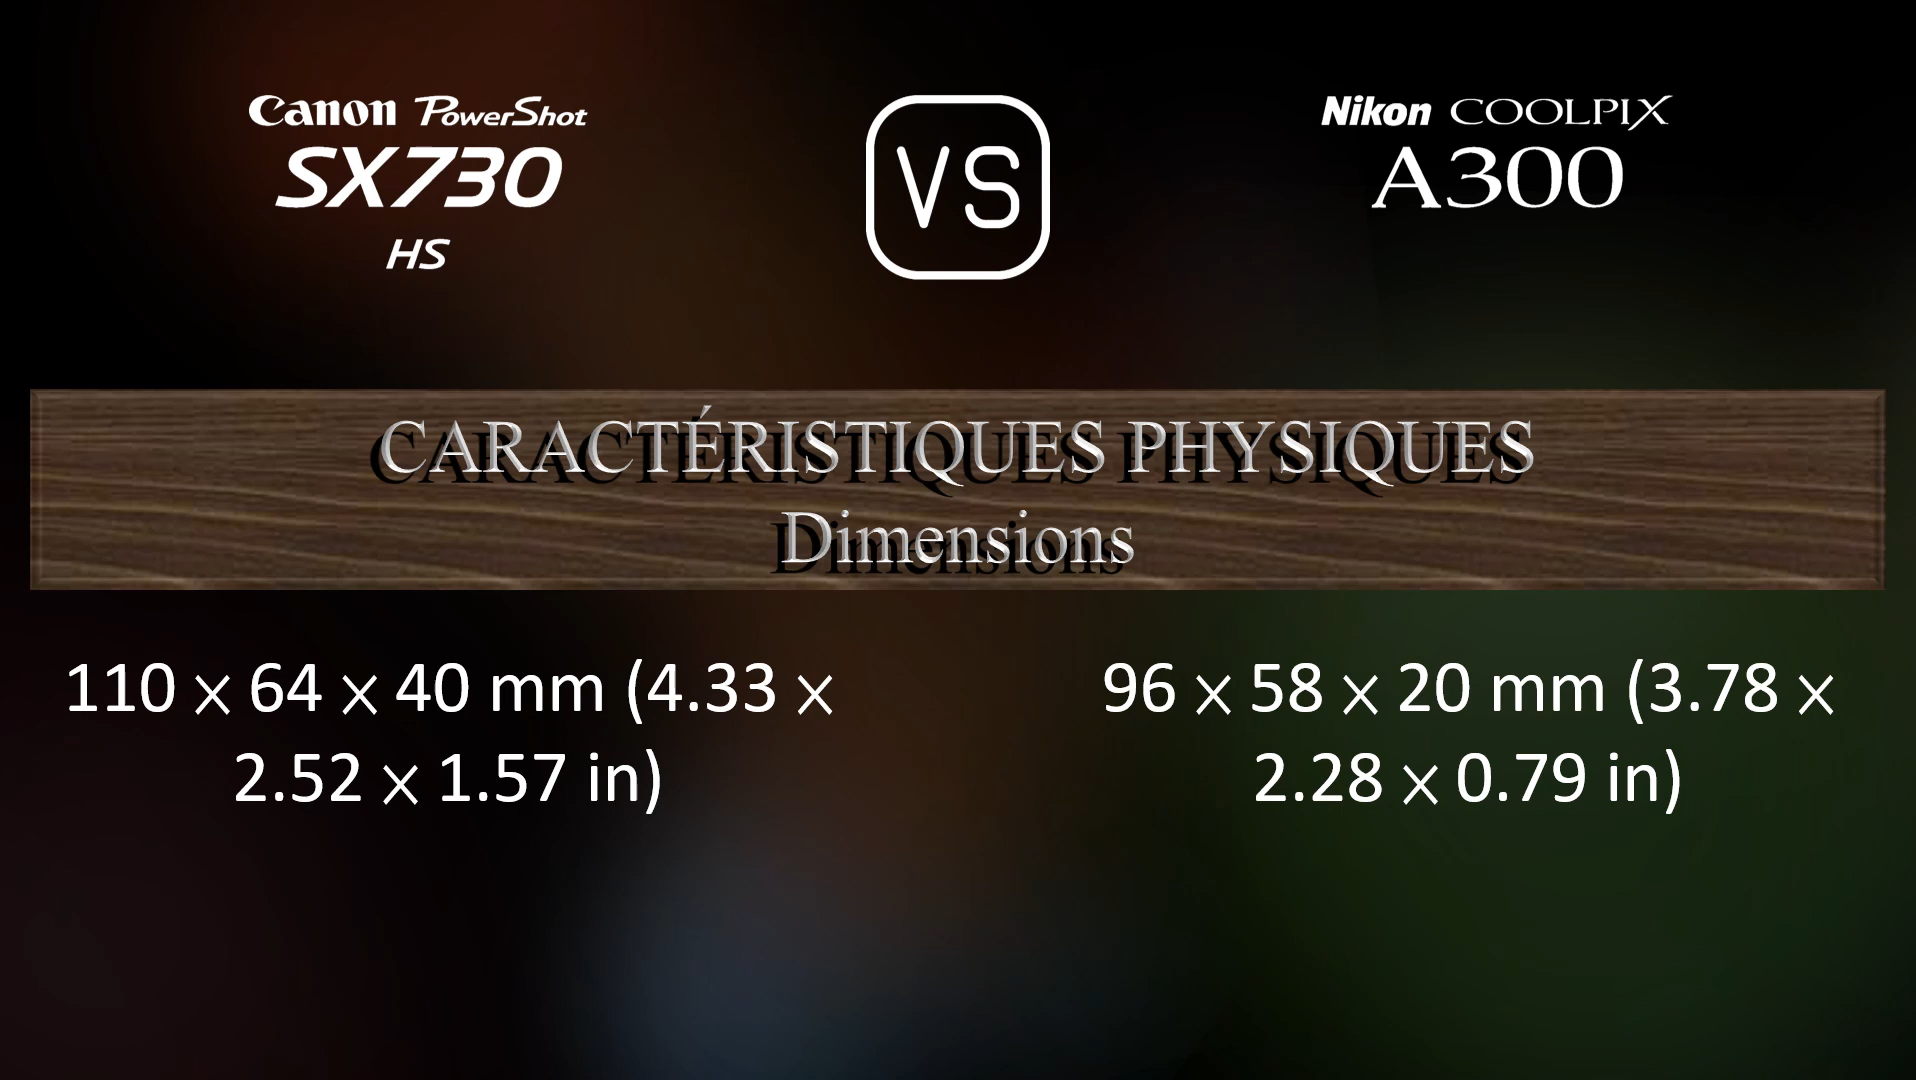 Canon PowerShot
SX730
HS
VS
Nikon COOLPIX
A300
CARACTÉRISTIQUES PHYSIQUES
Dimensions
110 x 64 x 40 mm (4.33 x
2.52 x 1.57 in)
96 x 58 x 20 mm (3.78 x
2.28 x 0.79 in)